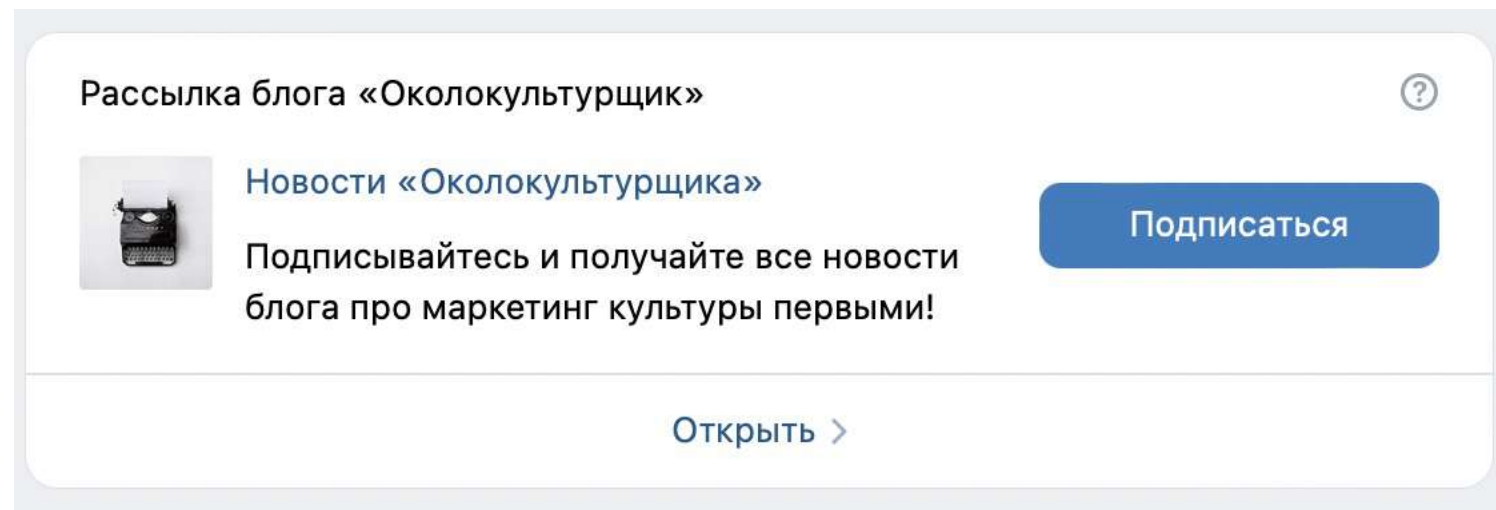 Рассылка блога «Околокультурщик»
Новости «Околокультурщика»
Подписывайтесь и получайте все новости
блога про маркетинг культуры первыми!
Подписаться
Открыть